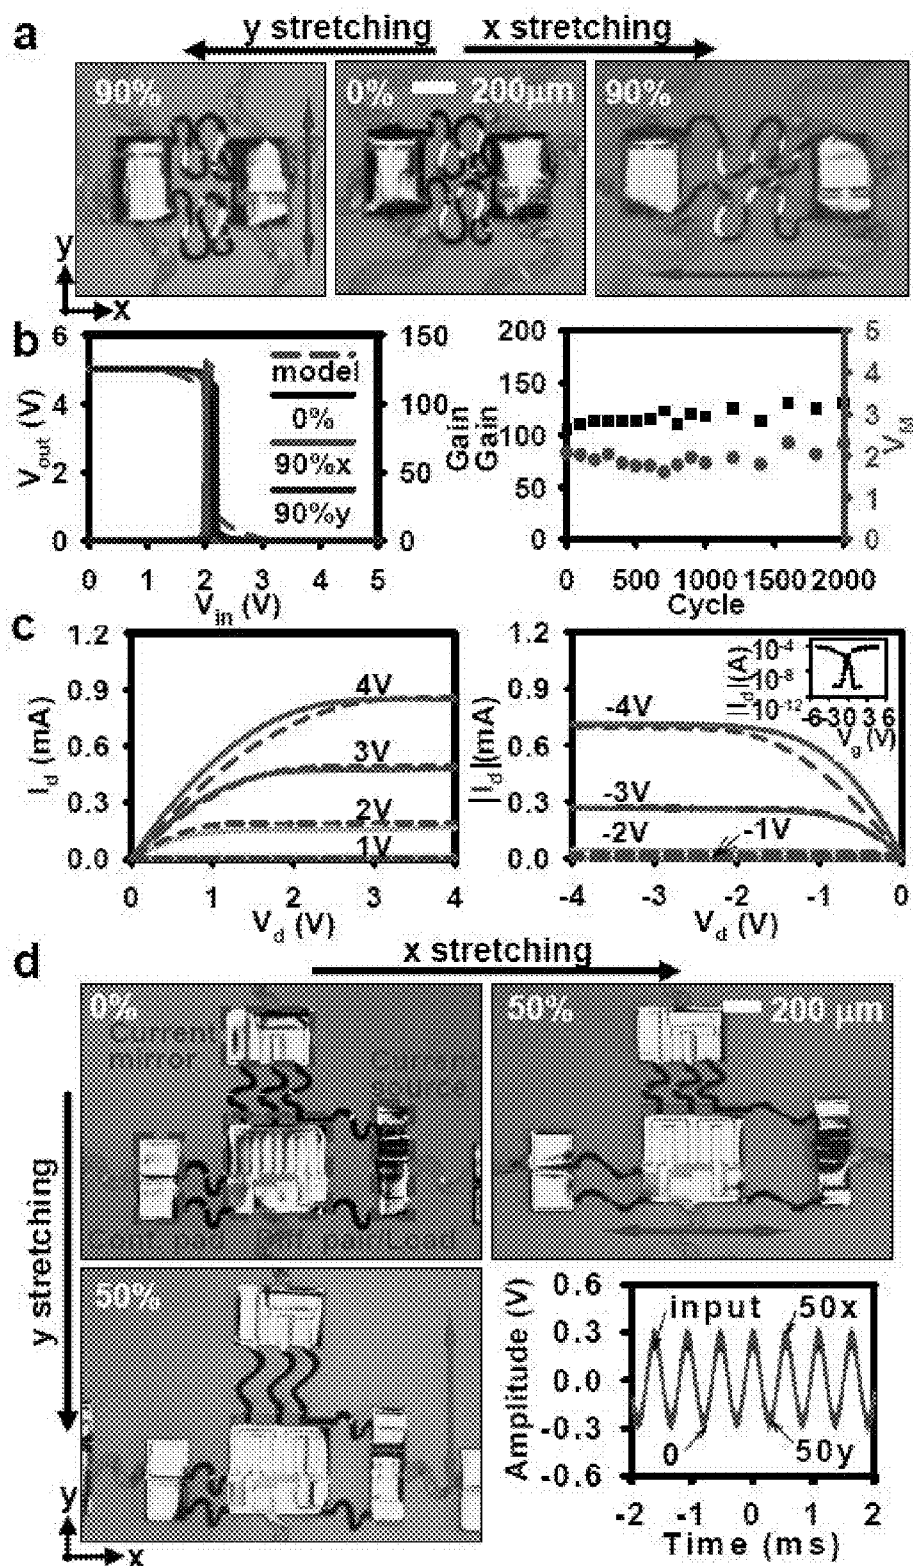 a
y stretching
x stretching
90%
0%
200μm
90%
y
x
b
6
4
2
0
V_out (V)
150
100
50
0
Gain
model
0%
90%x
90%y
0 1 2 3 4 5
V_in (V)
200
150
100
50
0
Gain
5
4
3
2
1
0
0 500 1000 1500 2000
Cycle
c
1.2
0.9
0.6
0.3
0.0
I_d (mA)
4V
3V
2V
1V
0 1 2 3 4
V_d (V)
1.2
0.9
0.6
0.3
0.0
|I_d|(mA)
-4V
-3V
-2V
-1V
|I_d|(A)
10^-4
10^-8
10^-12
-6-30 3 6
V_g (V)
-4 -3 -2 -1 0
V_d (V)
d
x stretching
y stretching
0%
Current
mirror
50%
200 μm
50%
y
x
Amplitude (V)
0.6
0.3
0.0
-0.3
-0.6
input
50x
0
50y
-2 -1 0 1 2
Time (ms)